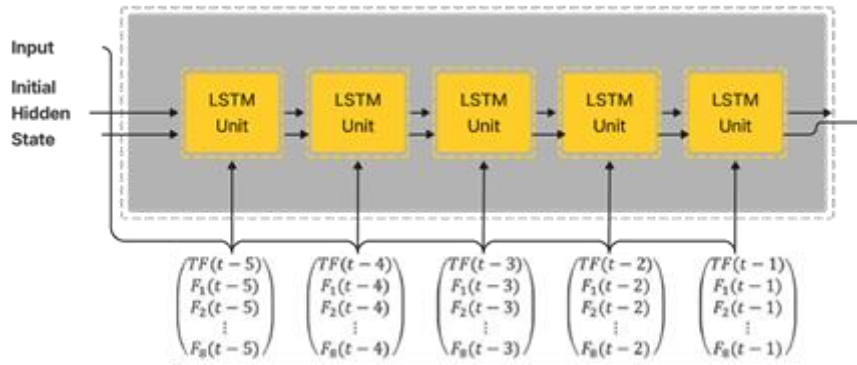 Input
Initial
Hidden
State
LSTM Unit LSTM Unit LSTM Unit LSTM Unit LSTM Unit
TF(t − 5) TF(t − 4) TF(t − 3) TF(t − 2) TF(t − 1)
F₁(t − 5) F₁(t − 4) F₁(t − 3) F₁(t − 2) F₁(t − 1)
F₂(t − 5) F₂(t − 4) F₂(t − 3) F₂(t − 2) F₂(t − 1)
⋮ ⋮ ⋮ ⋮ ⋮
F₈(t − 5) F₈(t − 4) F₈(t − 3) F₈(t − 2) F₈(t − 1)